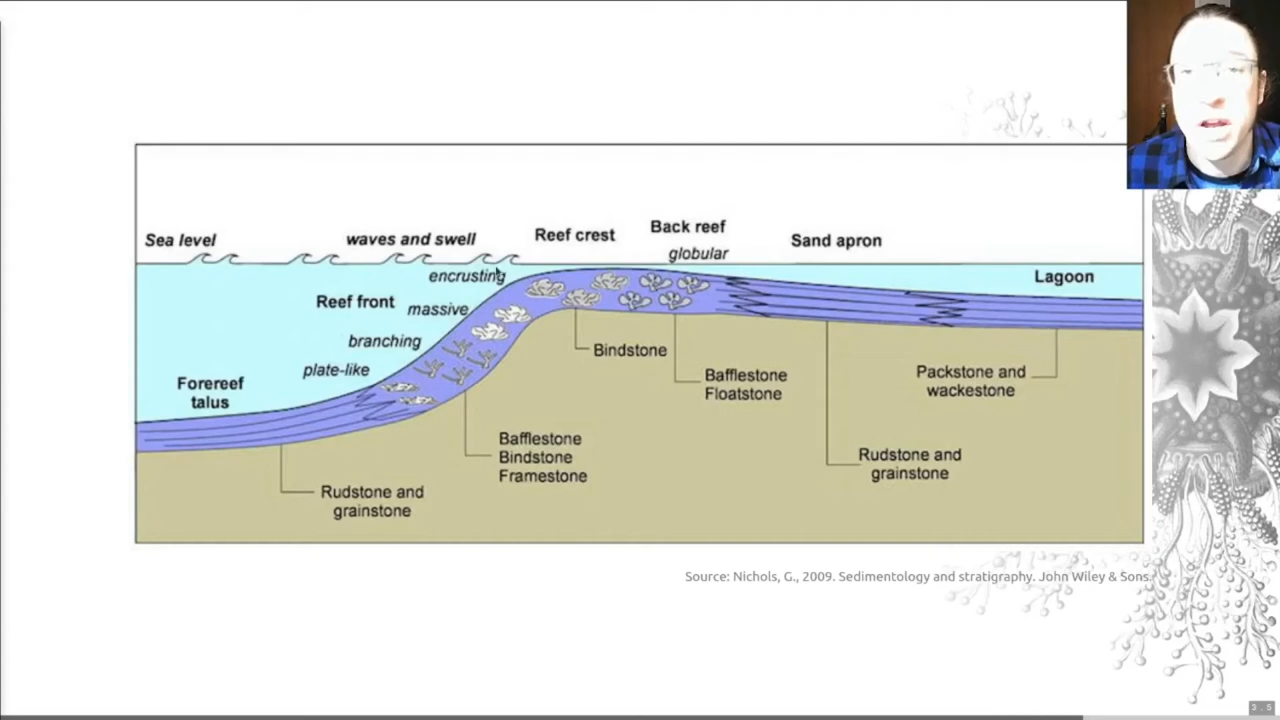 Sea level
waves and swell
Reef crest
Back reef
globular
Sand apron
encrusting
Lagoon
Reef front
massive
branching
plate-like
Forereef
talus
Bindstone
Bafflestone
Floatstone
Packstone and
wackestone
Bafflestone
Bindstone
Framestone
Rudstone and
grainstone
Rudstone and
grainstone
Source: Nichols, G., 2009. Sedimentology and stratigraphy. John Wiley & Sons.
3 . 5